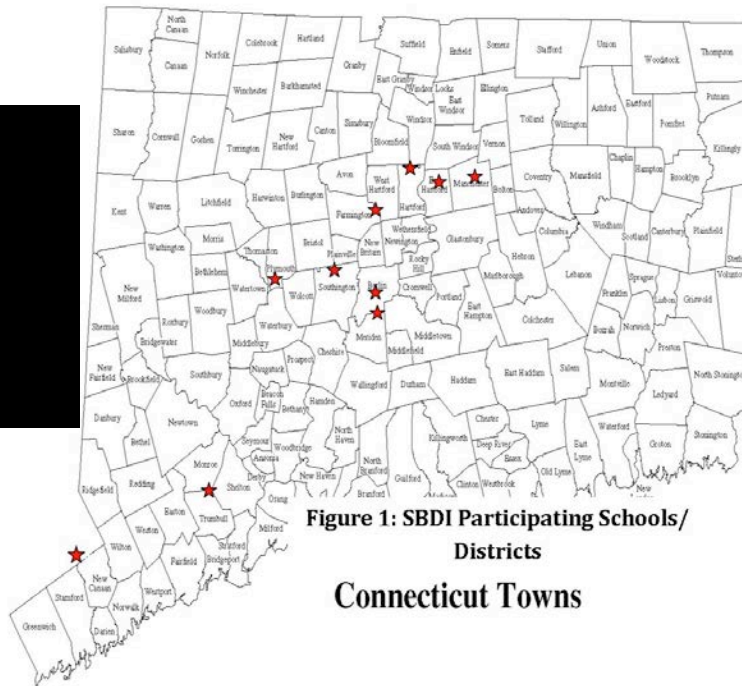 North
Canaan
Salisbury
Canaan
Norfolk
Colebrook
Hartland
Granby
Suffield
Enfield
Somers
Stafford
Union
Woodstock
Thompson
East Granby
Windsor Locks
East
Windsor
Ellington
Winchester
Barkhamsted
Putnam
Sharon
Cornwall
Goshen
Torrington
New
Hartford
Canton
Simsbury
Bloomfield
Windsor
South Windsor
Vernon
Tolland
Willington
Ashford
Eastford
Pomfret
Killingly
Chaplin
Hampton
Brooklyn
Kent
Warren
Litchfield
Harwinton
Burlington
Avon
West
Hartford
Hartford
Hartford
Manchester
Bolton
Coventry
Mansfield
Andover
Columbia
Windham
Scotland
Canterbury
Plainfield
Farmington
Wethersfield
Newington
New
Britain
Rocky
Hill
Glastonbury
Hebron
Marlborough
Lebanon
Washington
Morris
Bethlehem
Thomaston
Plymouth
Bristol
Plainville
Southington
Berlin
Cromwell
Portland
East
Hampton
Colchester
Franklin
Sprague
Lisbon
Griswold
Norwich
Bozrah
Preston
New
Milford
Watertown
Wolcott
Waterbury
Woodbury
Roxbury
Middlebury
Cheshire
Meriden
Middletown
Middlefield
Sherman
Bridgewater
New
Fairfield
Brookfield
Southbury
Naugatuck
Prospect
Wallingford
Durham
Haddam
East Haddam
Salem
Montville
Ledyard
North Stonington
Danbury
Bethel
Newtown
Oxford
Beacon
Falls
Bethany
Hamden
North
Haven
Seymour
Woodbridge
Ansonia
Derby
New Haven
North
Branford
Guilford
Killingworth
Chester
Deep River
Essex
Lyme
East
Lyme
Waterford
Groton
Stonington
Clinton
Westbrook
Old Lyme
Ridgefield
Redding
Monroe
Shelton
Orang
Milford
Easton
Trumbull
Weston
Wilton
Stratford
Bridgeport
Fairfield
Westport
New
Canaan
Norwalk
Darien
Stamford
Greenwich
Figure 1: SBDI Participating Schools/
Districts
Connecticut Towns